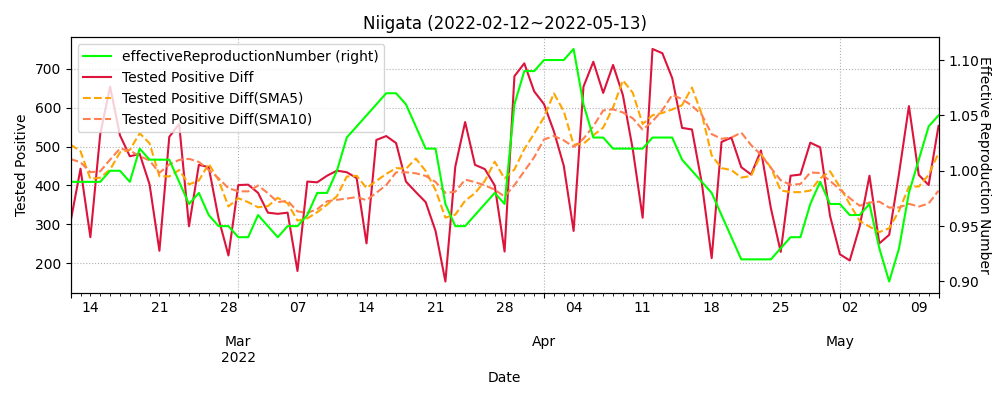 Niigata (2022-02-12~2022-05-13)
effectiveReproductionNumber (right)
Tested Positive Diff
Tested Positive Diff(SMA5)
Tested Positive Diff(SMA10)
Tested Positive
700
600
500
400
300
200
1.10
1.05
1.00
0.95
0.90
Effective Reproduction Number
14 21 28 07 14 21 28 04 11 18 25 02 09
Mar Apr May
2022
Date